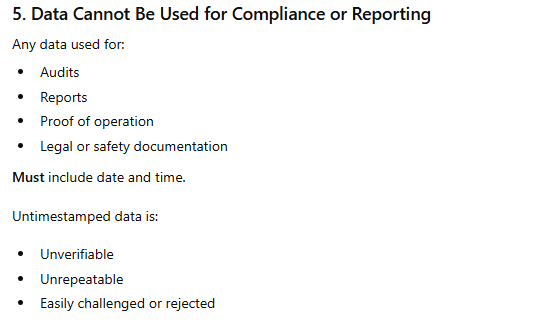 5. Data Cannot Be Used for Compliance or Reporting
Any data used for:
• Audits
• Reports
• Proof of operation
• Legal or safety documentation
Must include date and time.
Untimestamped data is:
• Unverifiable
• Unrepeatable
• Easily challenged or rejected